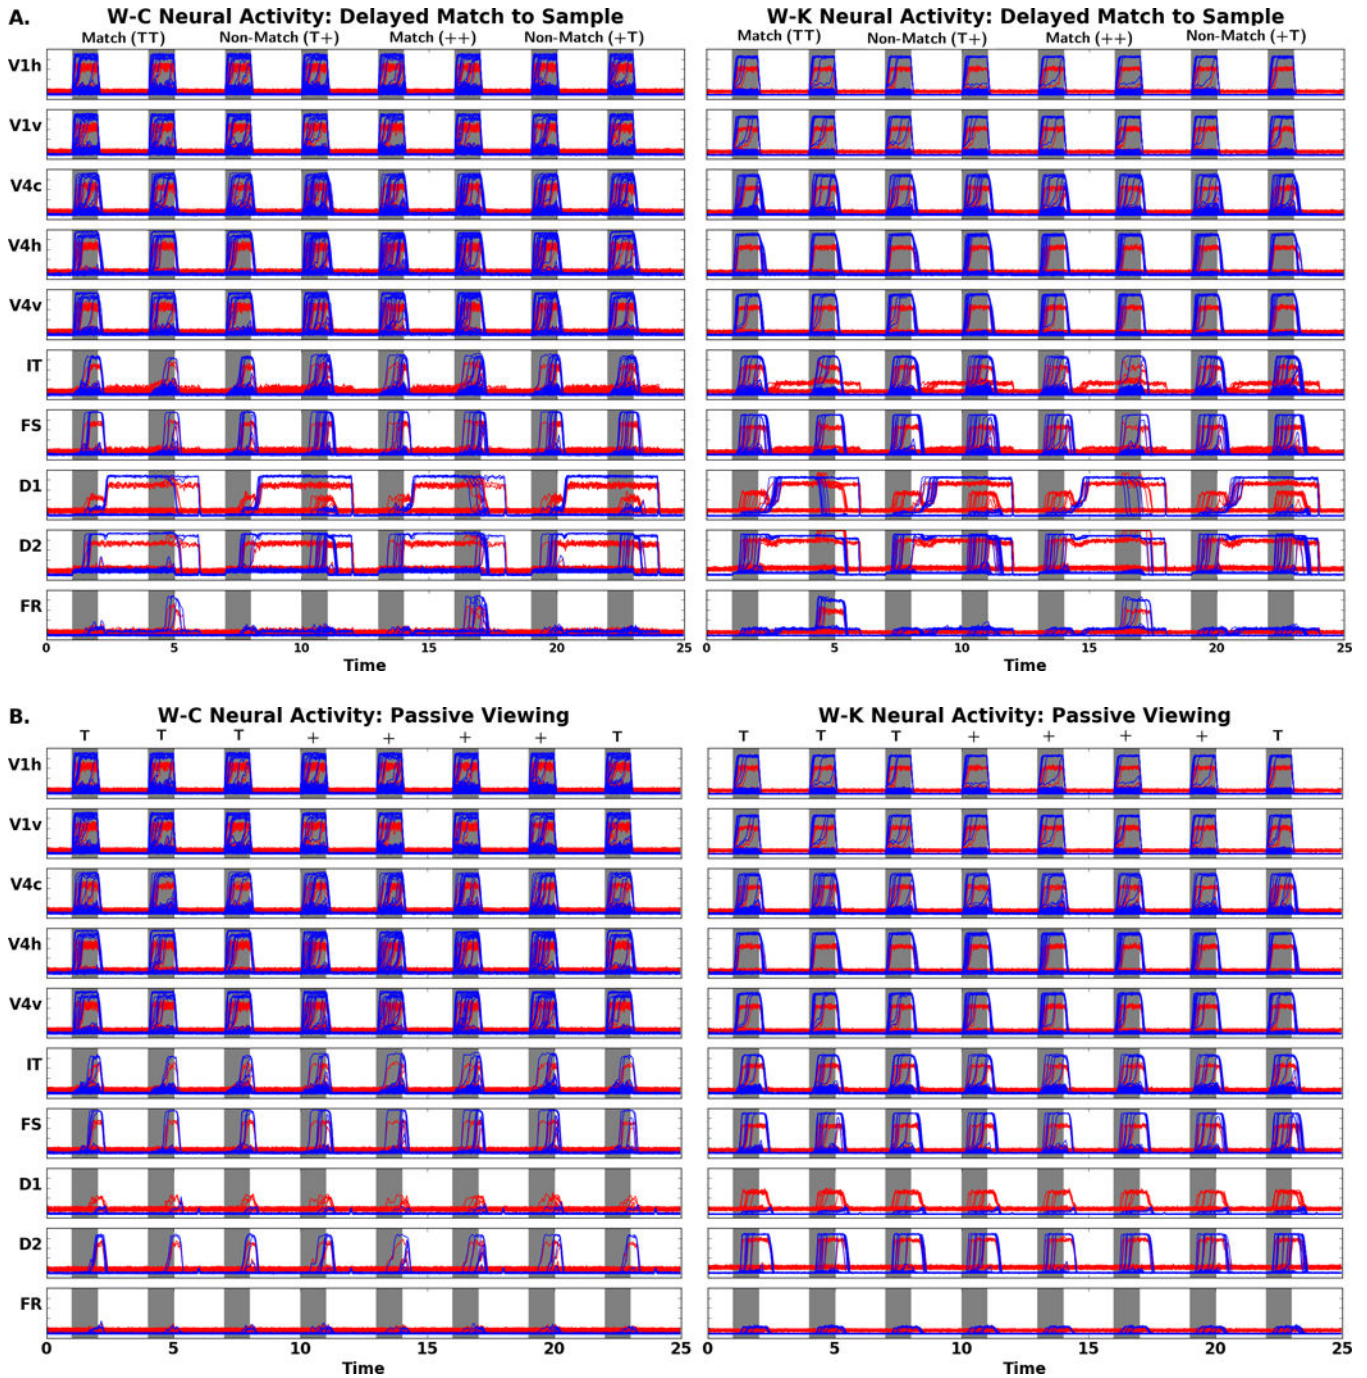 A.
W-C Neural Activity: Delayed Match to Sample
W-K Neural Activity: Delayed Match to Sample
Match (TT) Non-Match (T+) Match (++) Non-Match (+T)
Match (TT) Non-Match (T+) Match (++) Non-Match (+T)
V1h
V1v
V4c
V4h
V4v
IT
FS
D1
D2
FR
0 5 10 15 20 25
0 5 10 15 20 25
Time
Time
B.
W-C Neural Activity: Passive Viewing
W-K Neural Activity: Passive Viewing
T T T + + + + T
T T T + + + + T
V1h
V1v
V4c
V4h
V4v
IT
FS
D1
D2
FR
0 5 10 15 20 25
0 5 10 15 20 25
Time
Time